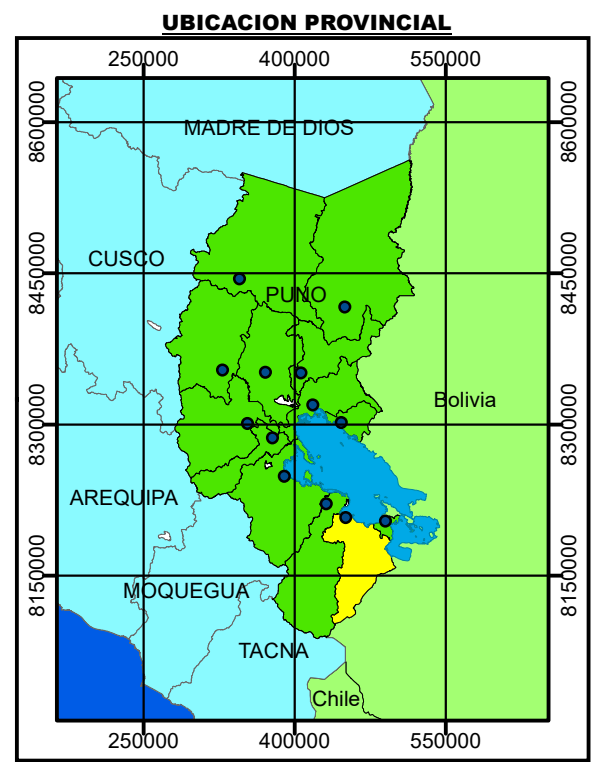 UBICACION PROVINCIAL
250000 400000 550000
8600000 8600000
MADRE DE DIOS
CUSCO
8450000 8450000
PUNO
Bolivia
8300000 8300000
AREQUIPA
8150000 8150000
MOQUEGUA
TACNA
Chile
250000 400000 550000